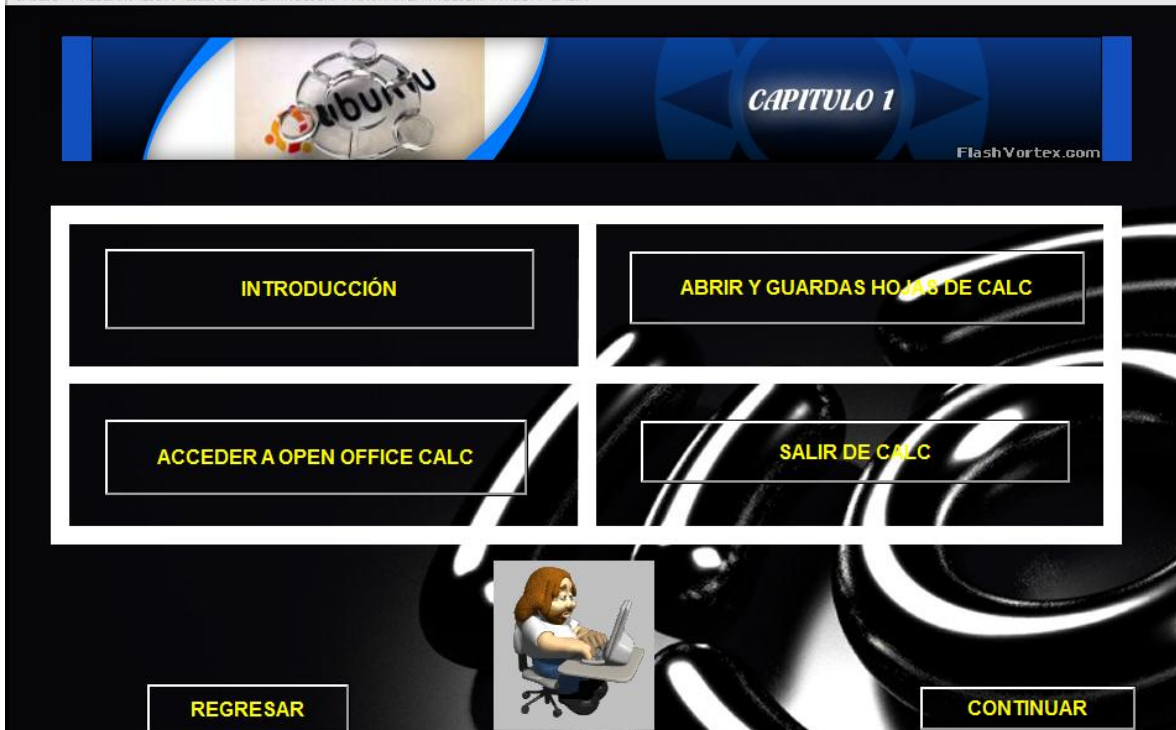 ubuntu
CAPITULO 1
FlashVortex.com
INTRODUCCIÓN
ABRIR Y GUARDAS HOJAS DE CALC
ACCEDER A OPEN OFFICE CALC
SALIR DE CALC
REGRESAR
CONTINUAR